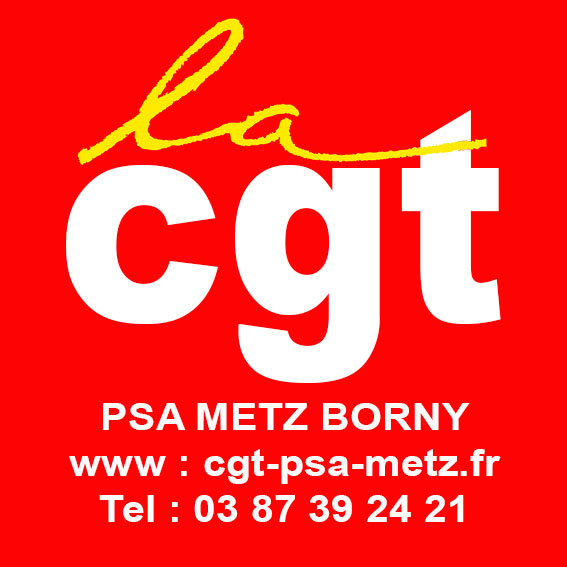 la
cgt
PSA METZ BORNY
www : cgt-psa-metz.fr
Tel : 03 87 39 24 21